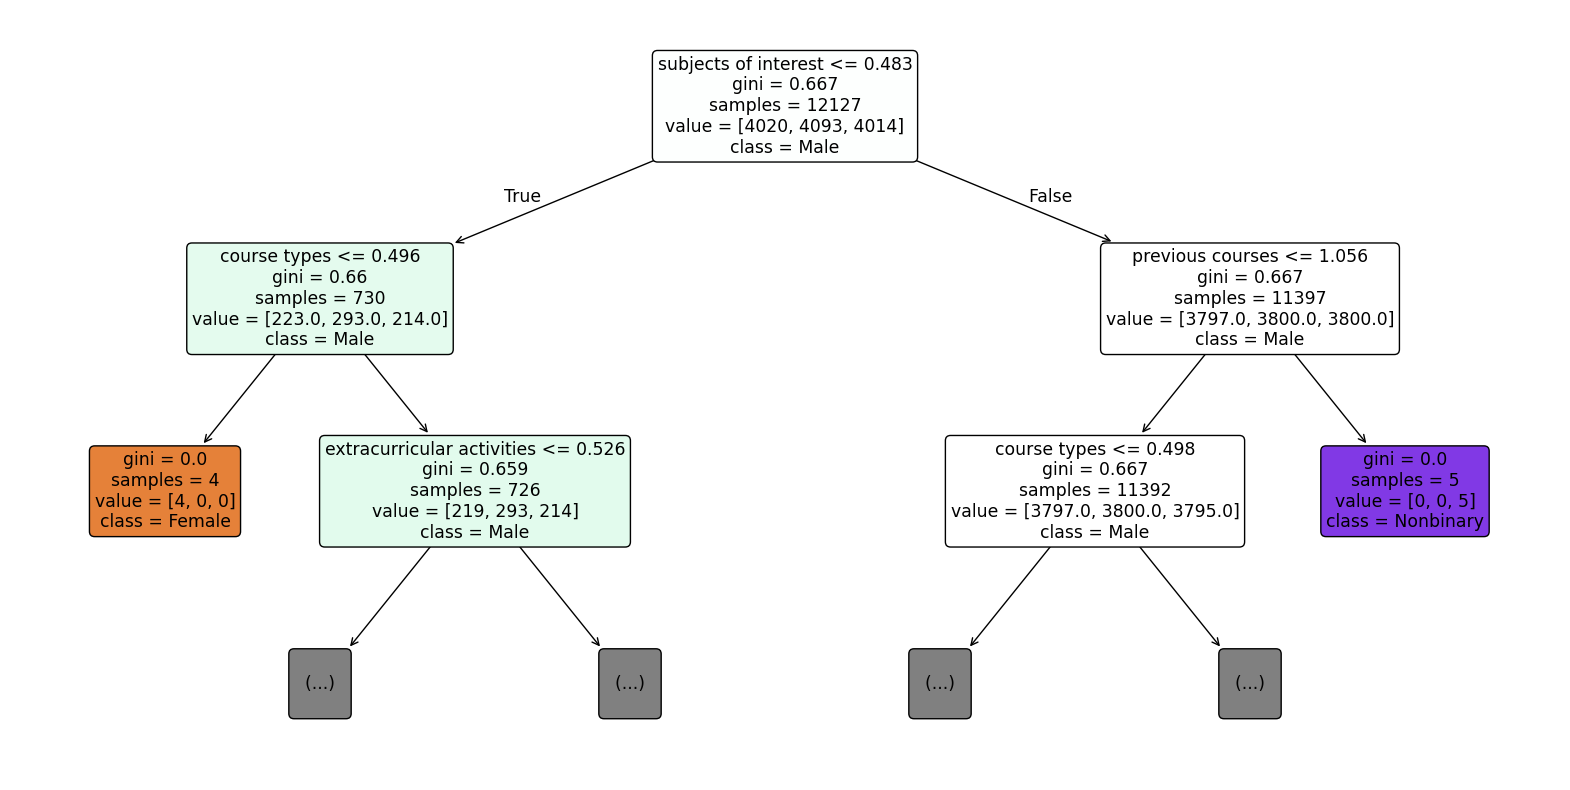 subjects of interest <= 0.483
gini = 0.667
samples = 12127
value = [4020, 4093, 4014]
class = Male
True
False
course types <= 0.496
gini = 0.66
samples = 730
value = [223.0, 293.0, 214.0]
class = Male
previous courses <= 1.056
gini = 0.667
samples = 11397
value = [3797.0, 3800.0, 3800.0]
class = Male
gini = 0.0
samples = 4
value = [4, 0, 0]
class = Female
extracurricular activities <= 0.526
gini = 0.659
samples = 726
value = [219, 293, 214]
class = Male
course types <= 0.498
gini = 0.667
samples = 11392
value = [3797.0, 3800.0, 3795.0]
class = Male
gini = 0.0
samples = 5
value = [0, 0, 5]
class = Nonbinary
(...)
(...)
(...)
(...)